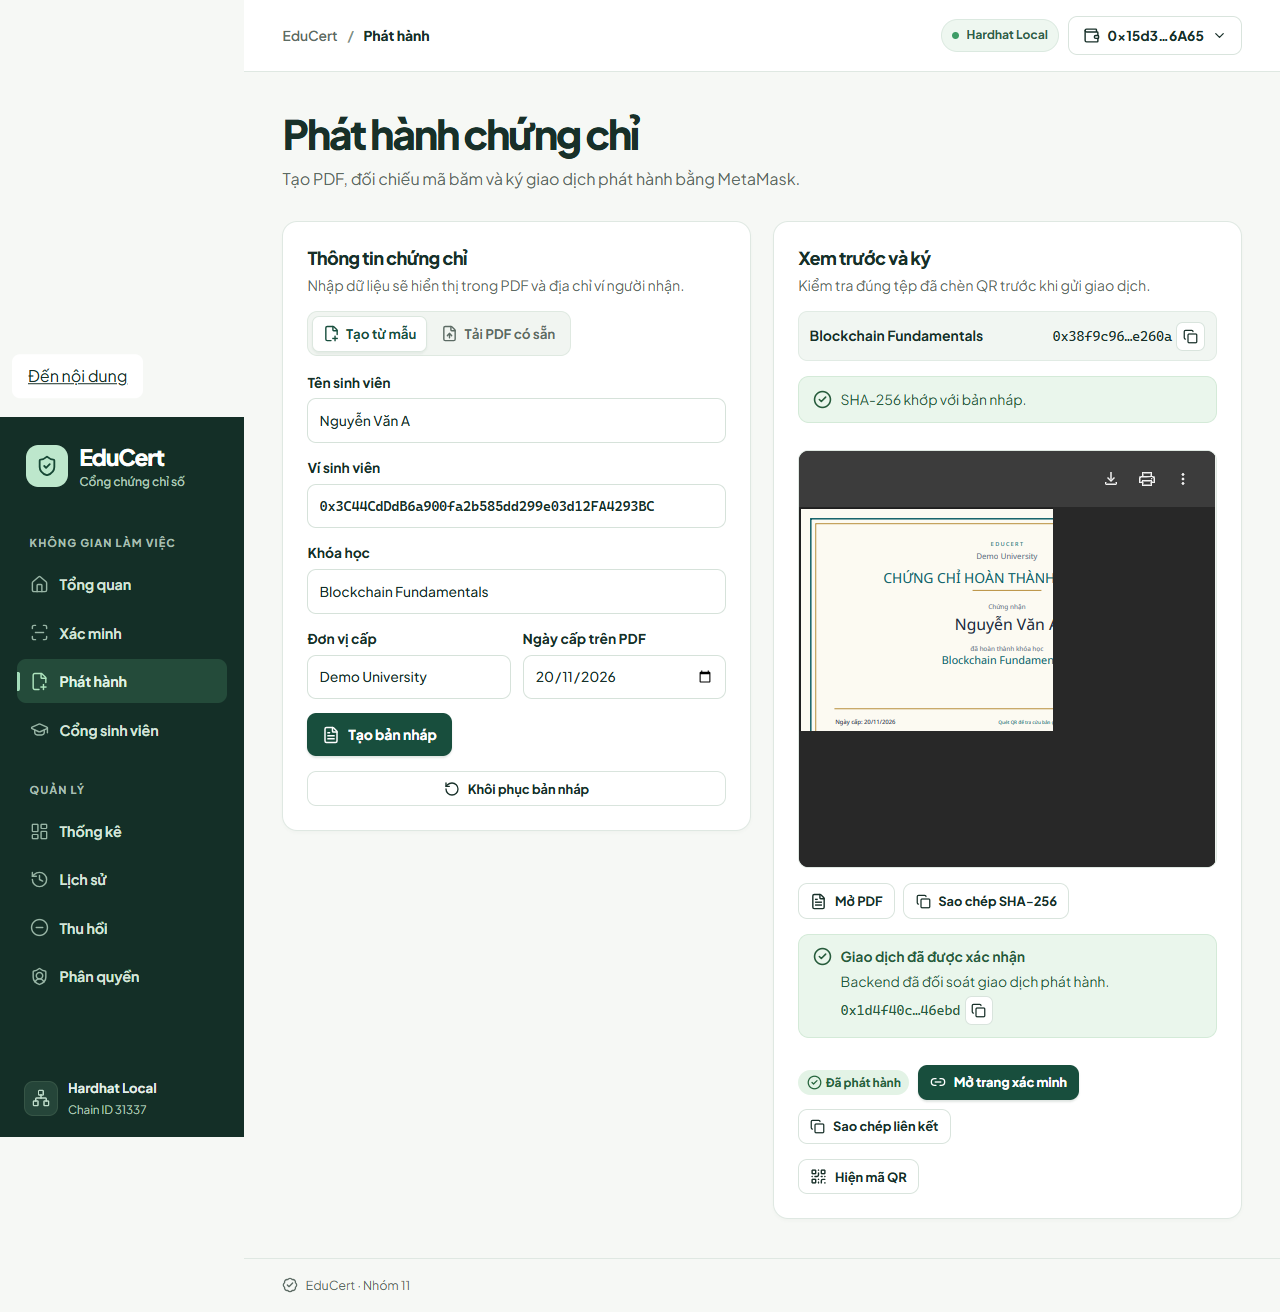 EduCert / Phát hành
Hardhat Local
0×15d3...6A65
Phát hành chứng chỉ
Tạo PDF, đối chiếu mã băm và ký giao dịch phát hành bằng MetaMask.
Đến nội dung
EduCert
Cổng chứng chỉ số
KHÔNG GIAN LÀM VIỆC
Tổng quan
Xác minh
Phát hành
Cổng sinh viên
QUẢN LÝ
Thống kê
Lịch sử
Thu hồi
Phân quyền
Hardhat Local
Chain ID 31337
Thông tin chứng chỉ
Nhập dữ liệu sẽ hiển thị trong PDF và địa chỉ ví người nhận.
Tạo từ mẫu
Tải PDF có sẵn
Tên sinh viên
Nguyễn Văn A
Ví sinh viên
0x3C44CdDdB6a900fa2b585dd299e03d12FA4293BC
Khóa học
Blockchain Fundamentals
Đơn vị cấp
Ngày cấp trên PDF
Demo University
20/11/2026
Tạo bản nháp
Khôi phục bản nháp
Xem trước và ký
Kiểm tra đúng tệp đã chèn QR trước khi gửi giao dịch.
Blockchain Fundamentals
0x38f9c96…e260a
SHA-256 khớp với bản nháp.
EDUCERT
Demo University
CHỨNG CHỈ HOÀN THÀNH
Chứng nhận
Nguyễn Văn A
đã hoàn thành khóa học
Blockchain Fundamen
Ngày cấp: 20/11/2026
Quét QR để tra cứu bản
Mở PDF
Sao chép SHA-256
Giao dịch đã được xác nhận
Backend đã đối soát giao dịch phát hành.
0x1d4f40c…46ebd
Đã phát hành
Mở trang xác minh
Sao chép liên kết
Hiện mã QR
EduCert · Nhóm 11